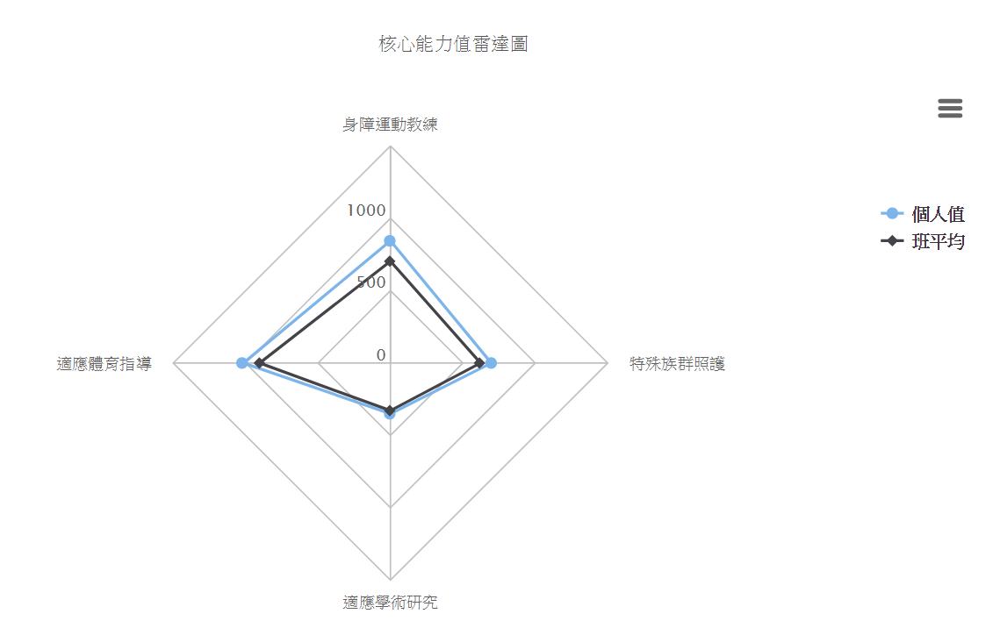 核心能力值雷達圖
身障運動教練
1000
個人值
班平均
500
0
適應體育指導
特殊族群照護
適應學術研究